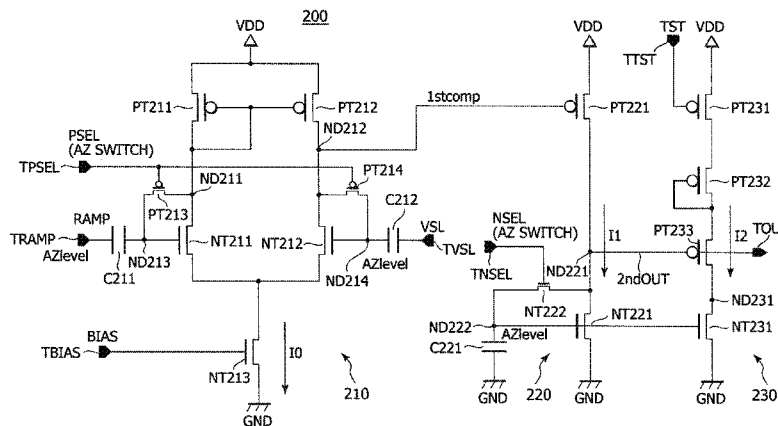 200
VDD
VDD
TST
VDD
TTST
PT211
PT212
1stcomp
PT221
PT231
ND212
PSEL
(AZ SWITCH)
TPSEL
ND211
PT214
PT232
PT213
C212
RAMP
VSL
NSEL
(AZ SWITCH)
I1
PT233
I2
TOU
TRAMP
AZlevel
NT211
NT212
TVSL
TNSEL
ND221
2ndOUT
C211
ND213
AZlevel
ND214
NT222
ND231
NT221
ND222
AZlevel
NT231
C221
BIAS
TBIAS
I0
NT213
210
GND
GND
220
GND
GND
230